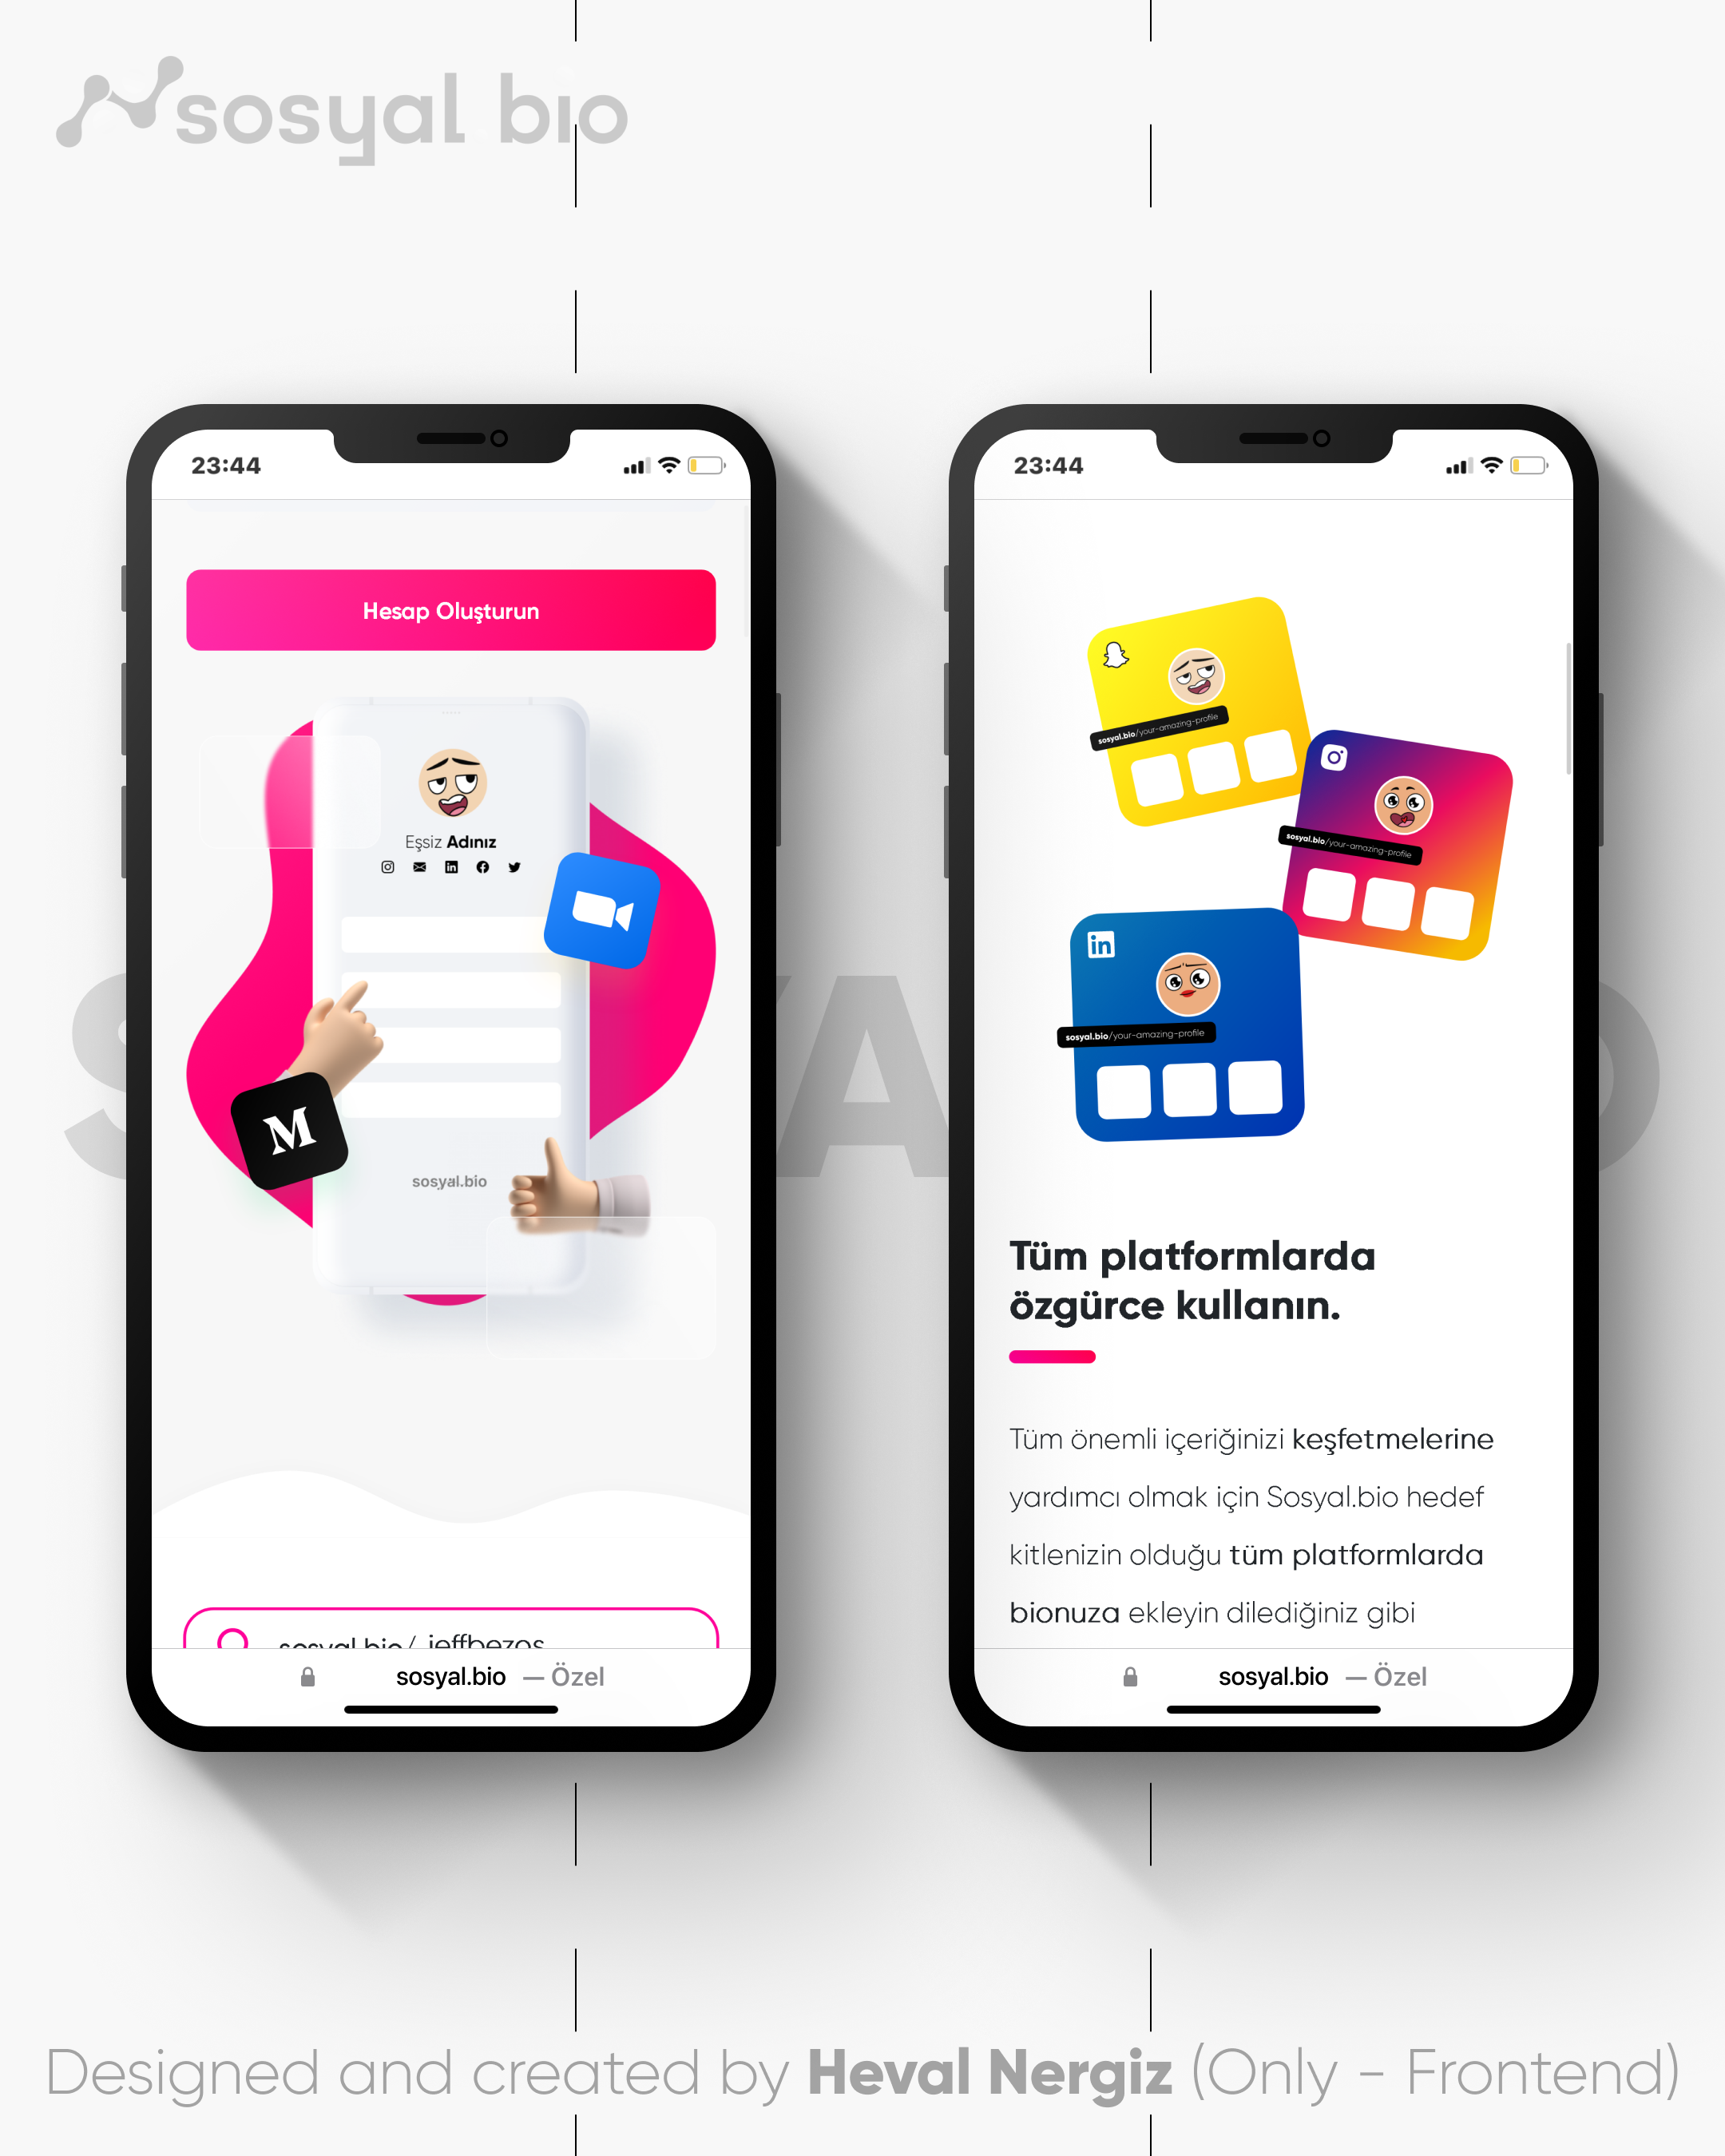 sosyal bio
23:44
Hesap Oluşturun
Eşsiz Adınız
M
sosyal.bio
sosyal.bio/ jeffbezos
sosyal.bio — Özel
23:44
sosyal.bio/your-amazing-profile
sosyal.bio/your-amazing-profile
in
sosyal.bio/your-amazing-profile
Tüm platformlarda
özgürce kullanın.
Tüm önemli içeriğinizi keşfetmelerine
yardımcı olmak için Sosyal.bio hedef
kitlenizin olduğu tüm platformlarda
bionuza ekleyin dilediğiniz gibi
sosyal.bio — Özel
Designed and created by Heval Nergiz (Only - Frontend)